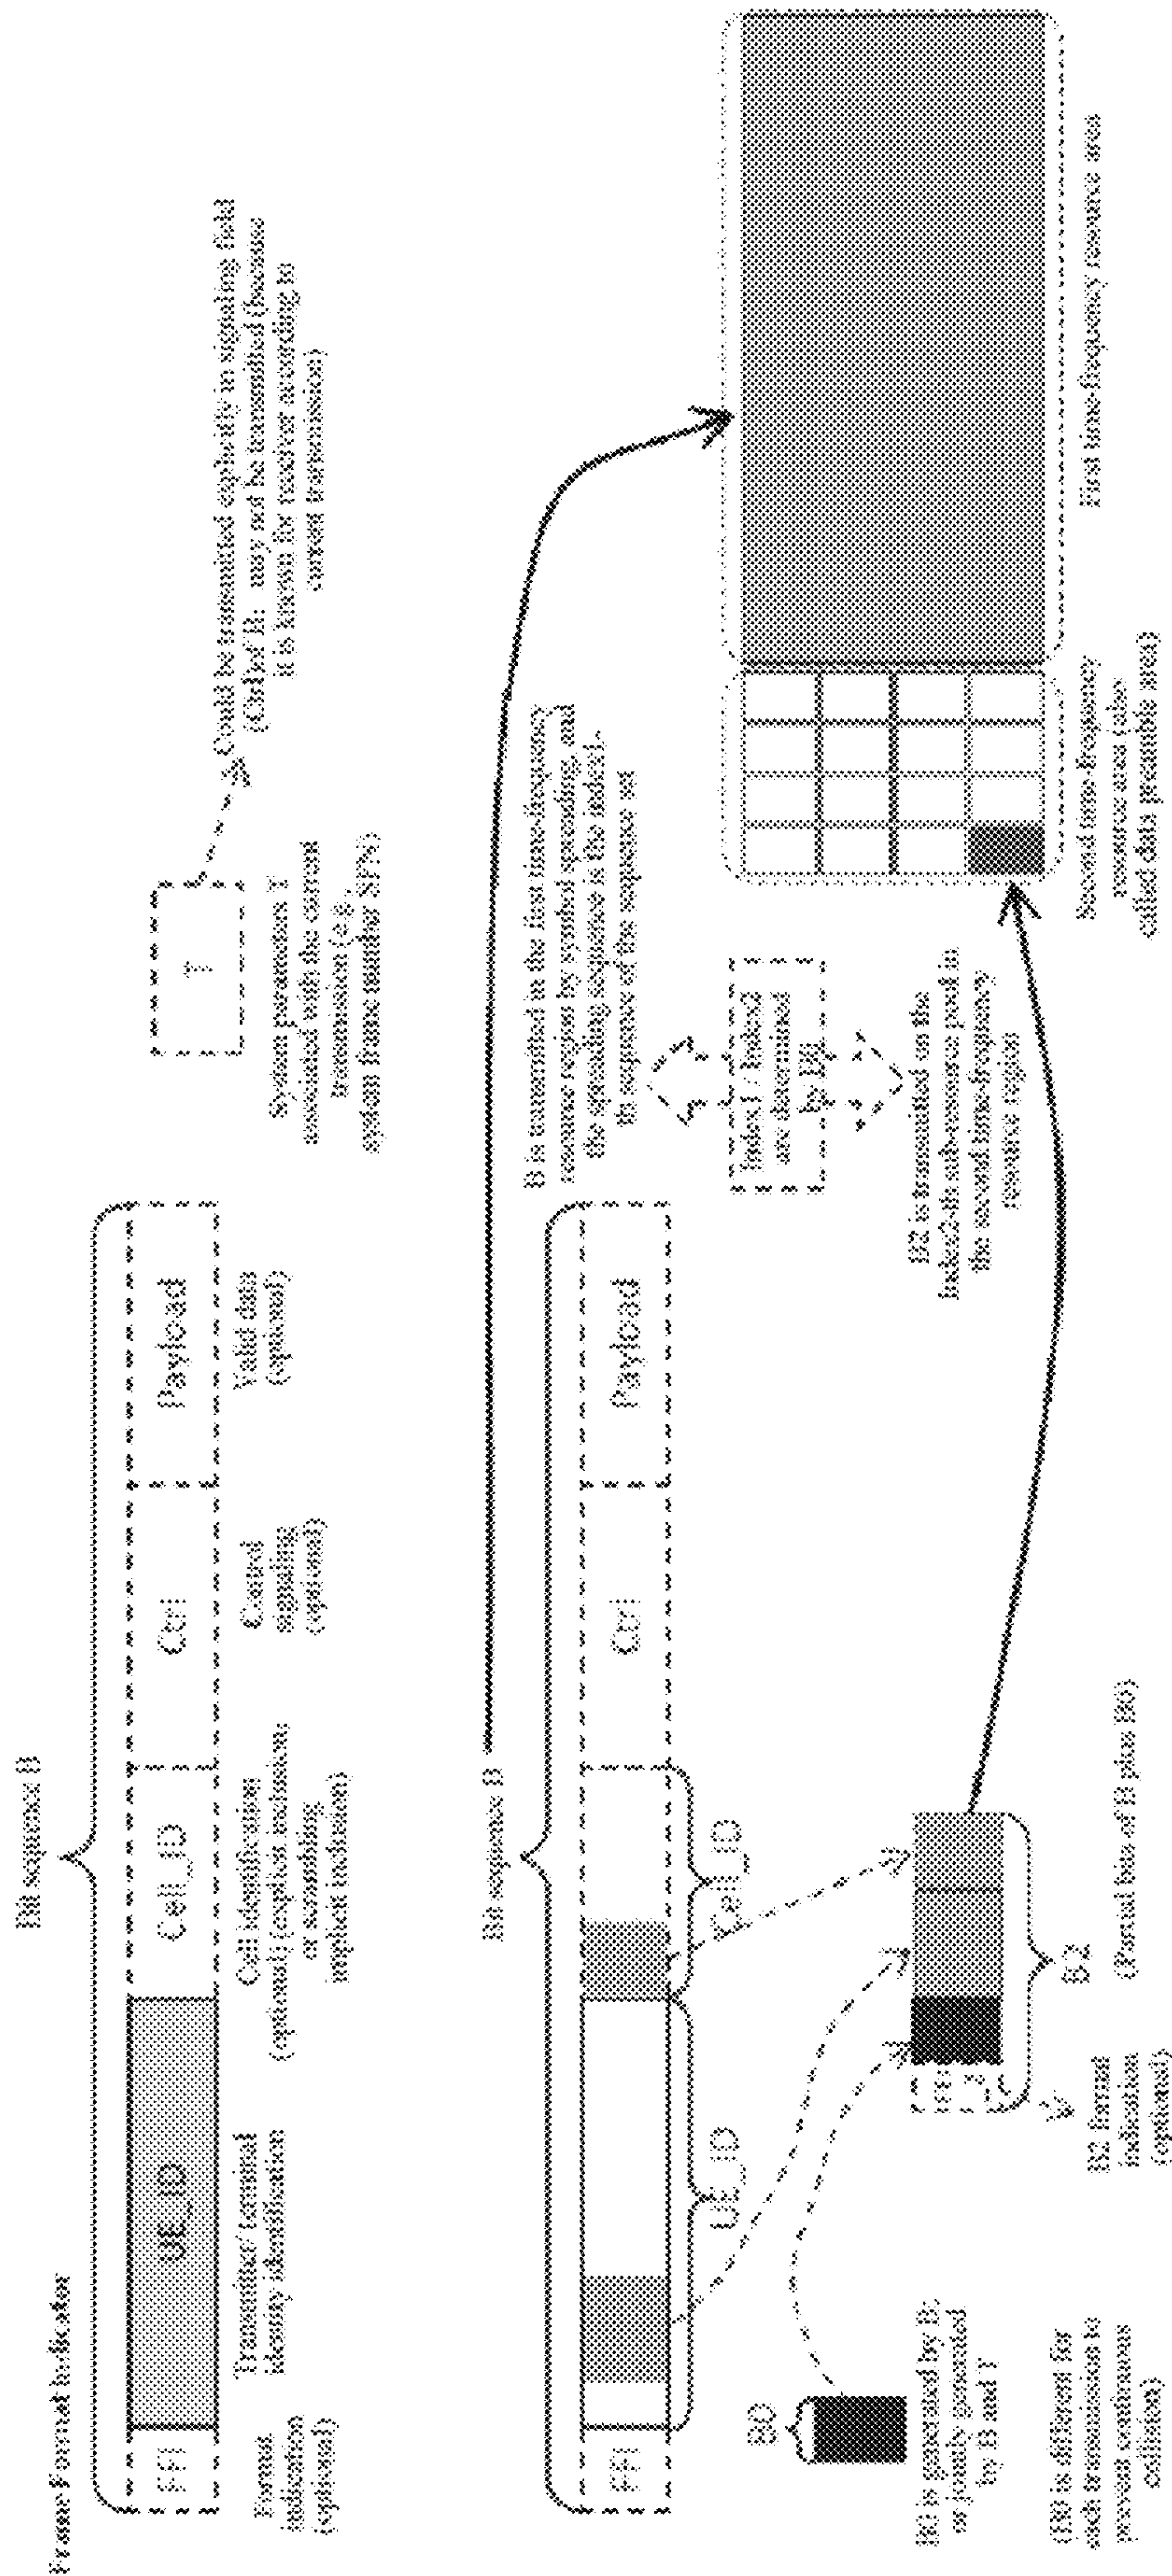 Frame Format Indicator
Bit sequence B
FFI
UE_ID
Cell_ID
Ctrl
Payload
Format
indication
(optional)
Transmitter/terminal
identity identification
Cell identification
(optional) (explicit inclusion;
or scrambling
implicit inclusion)
Control
signaling
(optional)
Valid data
(optional)
T
System parameter T
associated with the current
transmission (e.g.,
system frame number SFN)
Could be transmitted explicitly in signaling field
(Ctrl)of B; may not be transmitted (because
it is known for receiver according to
current transmission)
Bit sequence B
FFI
Ctrl
Payload
UE_ID
Cell_ID
B is transmitted in the first time-frequency
resource region by symbol spreading, and
the spreading sequence is the index1-
th sequence of the sequence set
Index1 / Index2
are determined
by B0
B2 is transmitted on the
Index2-th sub-resource pool in
the second time-frequency
resource region
B0
B0 is generated by B;
or jointly generated
by B and T
(B0 is different for
each transmission to
prevent continuous
collision)
B2
(Partial bits of B plus B0)
B2 format
indication
(optional)
Second time-frequency
resource area (also
called data preamble area)
First time-frequency resource area